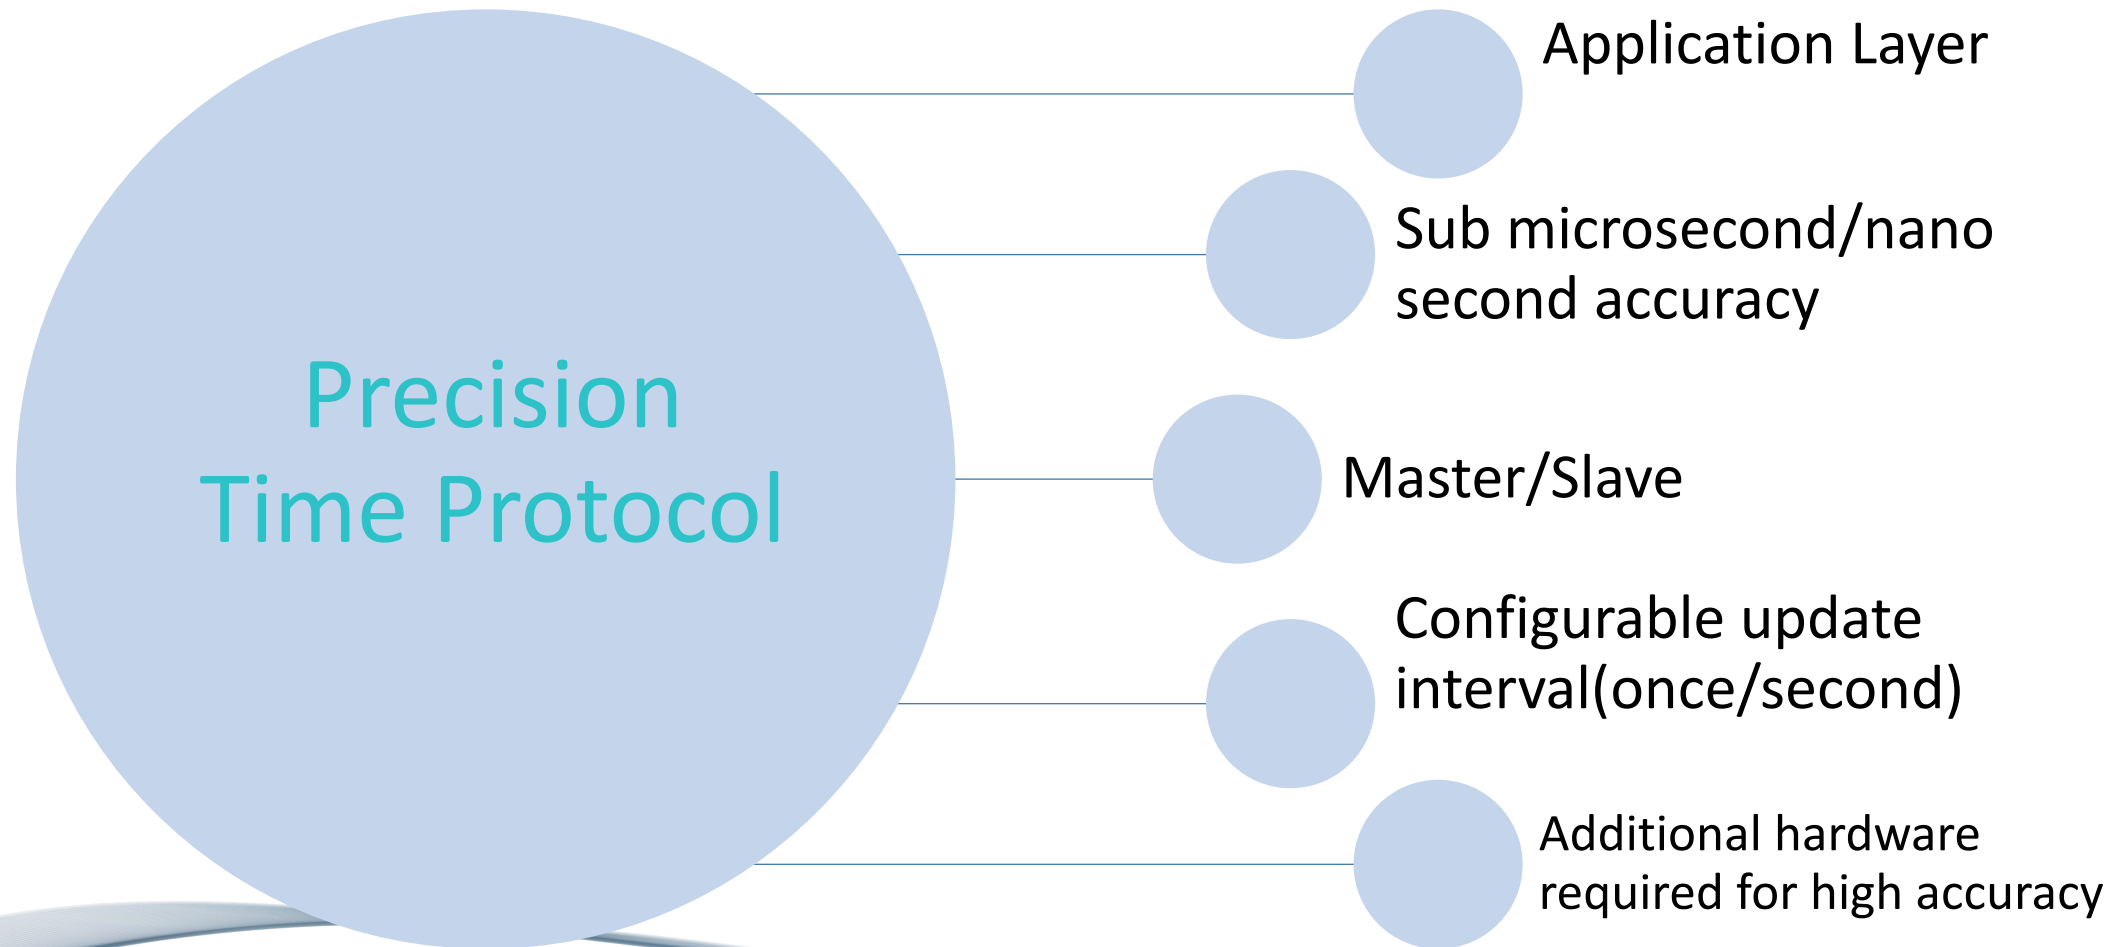 Precision
Time Protocol
Application Layer
Sub microsecond/nano
second accuracy
Master/Slave
Configurable update
interval(once/second)
Additional hardware
required for high accuracy